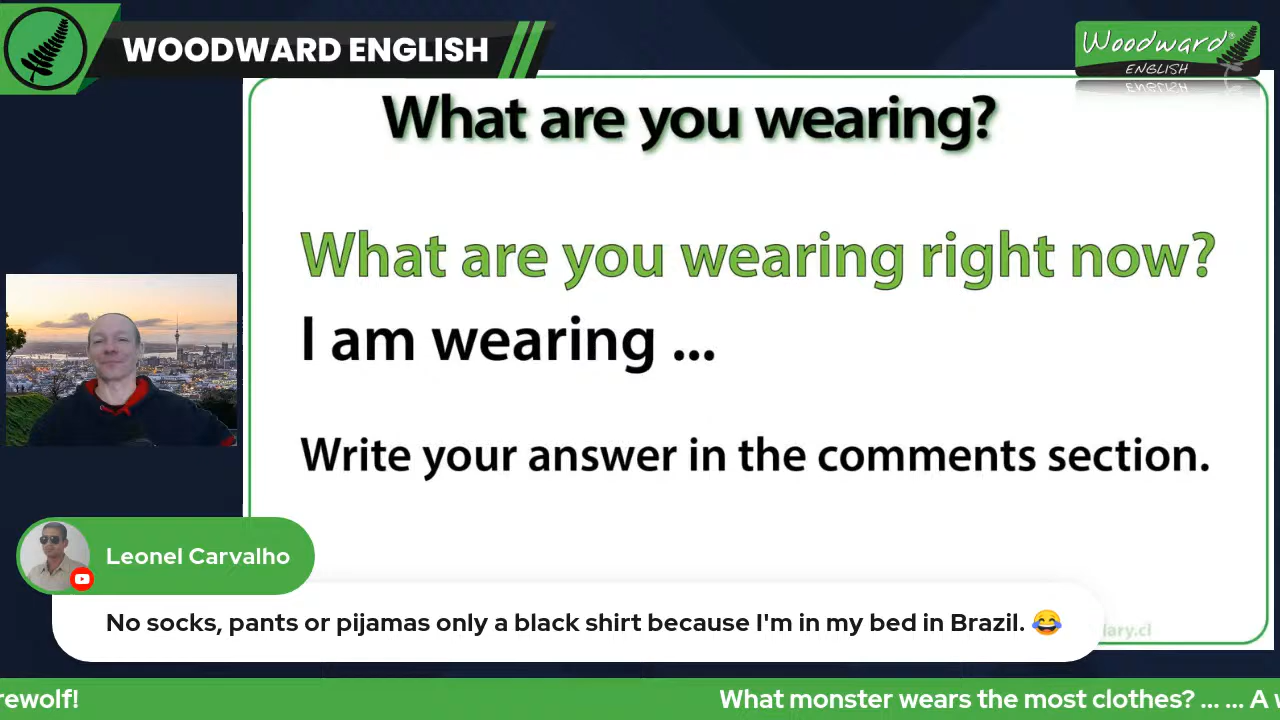 WOODWARD ENGLISH
Woodward®
ENGLISH
What are you wearing?
What are you wearing right now?
I am wearing ...
Write your answer in the comments section.
Leonel Carvalho
No socks, pants or pijamas only a black shirt because I'm in my bed in Brazil. 😂
lary.cl
rewolf!
What monster wears the most clothes? ... ... A w